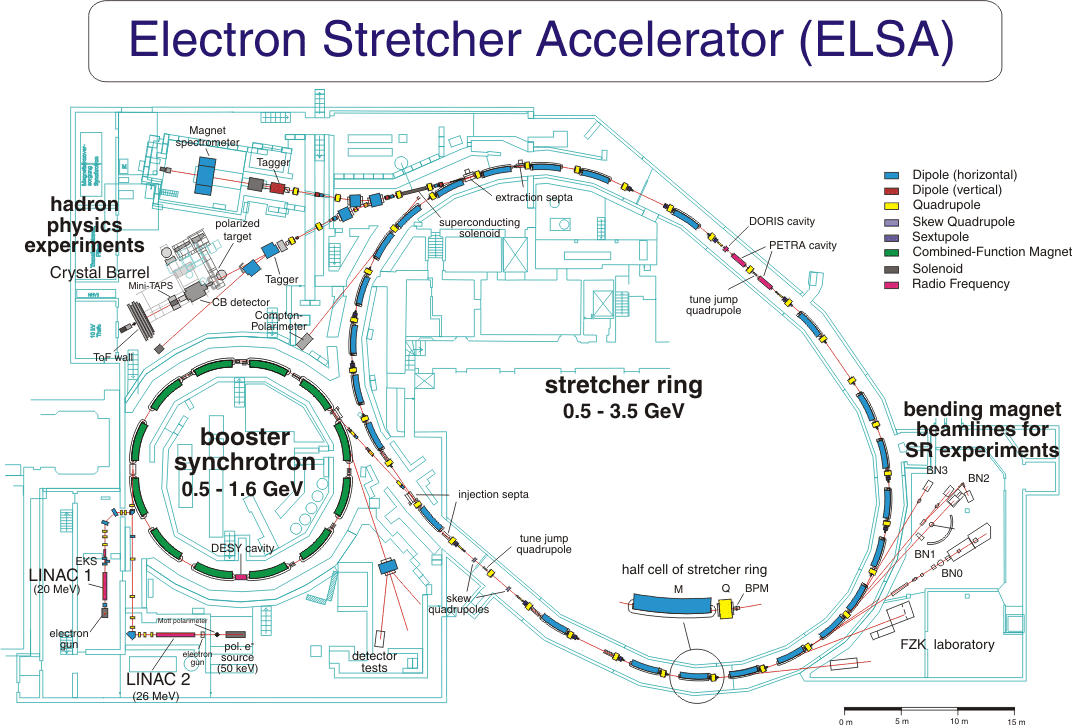 Electron Stretcher Accelerator (ELSA)
Magnet
spectrometer
Tagger
hadron
physics
experiments
polarized
target
Crystal Barrel
Mini-TAPS
Tagger
CB detector
Compton-
Polarimeter
ToF wall
extraction septa
superconducting
solenoid
DORIS cavity
PETRA cavity
tune jump
quadrupole
Dipole (horizontal)
Dipole (vertical)
Quadrupole
Skew Quadrupole
Sextupole
Combined-Function Magnet
Solenoid
Radio Frequency
stretcher ring
0.5 - 3.5 GeV
booster
synchrotron
0.5 - 1.6 GeV
DESY cavity
bending magnet
beamlines for
SR experiments
BN3
BN2
BN1
BN0
injection septa
tune jump
quadrupole
skew
quadrupoles
half cell of stretcher ring
M
Q
BPM
EKS
LINAC 1
(20 MeV)
electron
gun
Mott polarimeter
electron
gun
pol. e-
source
(50 keV)
LINAC 2
(26 MeV)
detector
tests
FZK laboratory
0 m
5 m
10 m
15 m